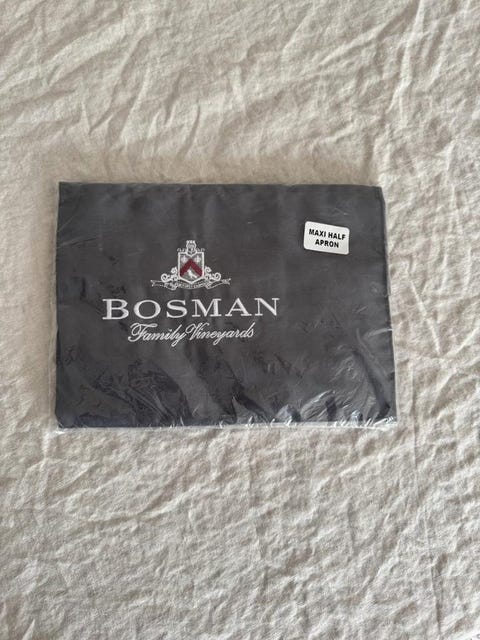 MAXI HALF
APRON
BOSMAN
Family Vineyards